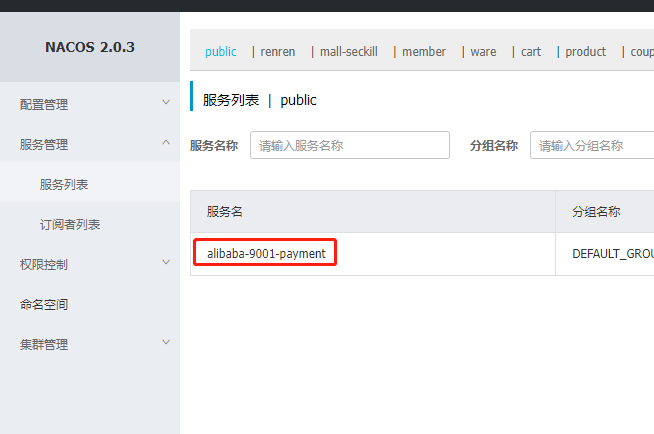 NACOS 2.0.3
配置管理
服务管理
服务列表
订阅者列表
权限控制
命名空间
集群管理
public | renren | mall-seckill | member | ware | cart | product | coup
服务列表 | public
服务名称 请输入服务名称 分组名称 请输入分组名称
服务名 分组名称
alibaba-9001-payment DEFAULT_GROU